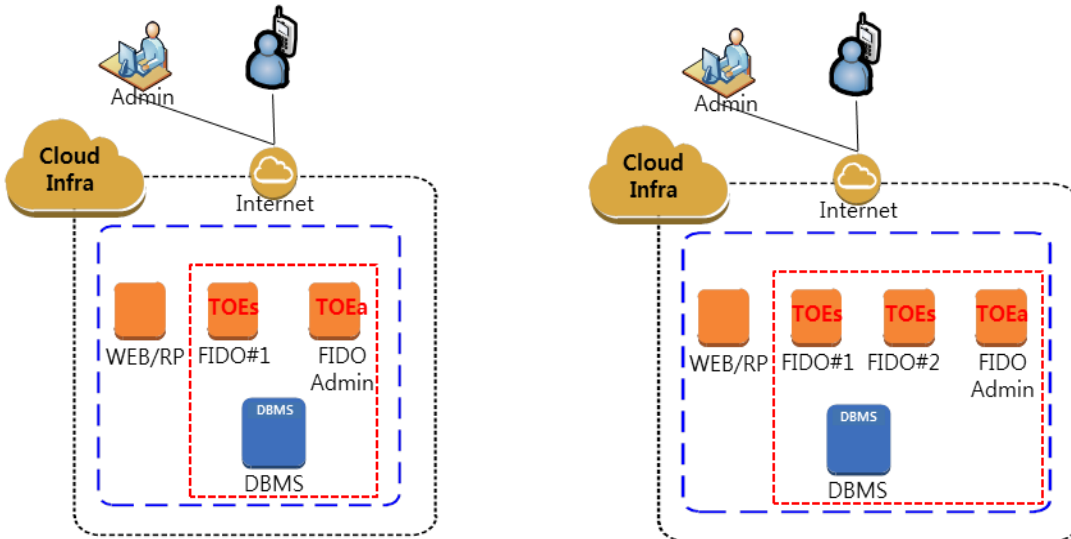 Admin
Cloud
Infra
Internet
TOEs
TOEa
WEB/RP
FIDO#1
FIDO
Admin
DBMS
DBMS
Admin
Cloud
Infra
Internet
TOEs
TOEs
TOEa
WEB/RP
FIDO#1
FIDO#2
FIDO
Admin
DBMS
DBMS